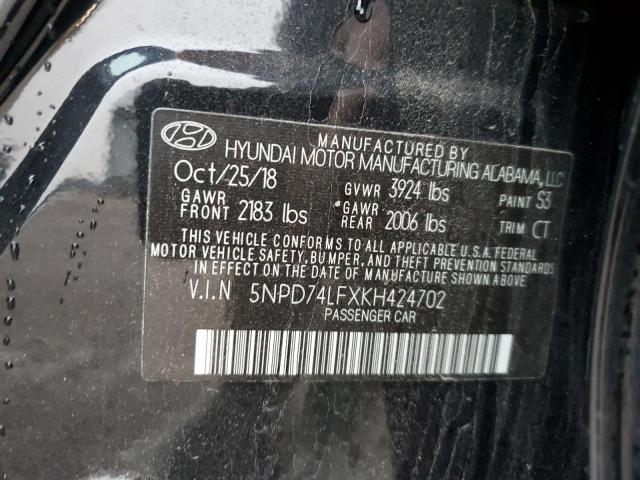 MANUFACTURED BY
HYUNDAI MOTOR MANUFACTURING ALABAMA, LLC
Oct/25/18 GVWR 3924 lbs PAINT S3
GAWR FRONT 2183 lbs GAWR REAR 2006 lbs TRIM CT
THIS VEHICLE CONFORMS TO ALL APPLICABLE U.S.A. FEDERAL
MOTOR VEHICLE SAFETY, BUMPER, AND THEFT PREVENTION STANDARDS
IN EFFECT ON THE DATE OF MANUFACTURE SHOWN ABOVE.
V.I.N 5NPD74LFXKH424702
PASSENGER CAR